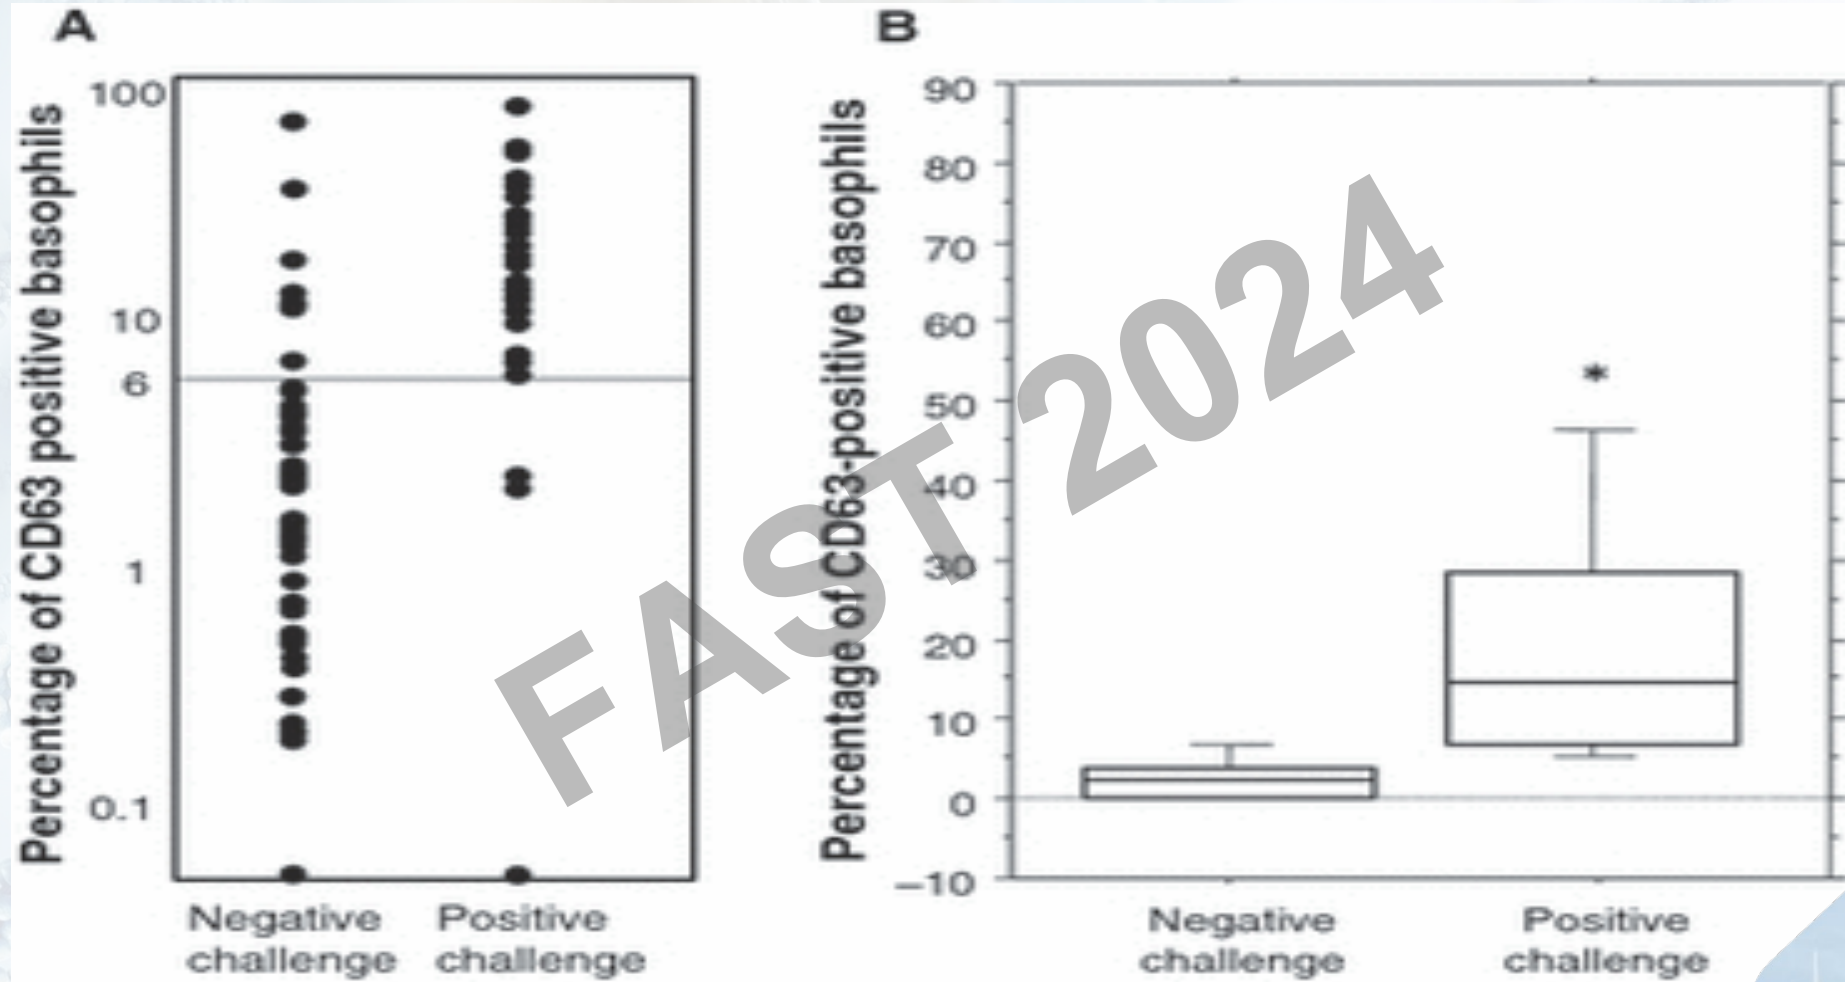 A
Percentage of CD63 positive basophils
100
10
6
1
0.1
Negative challenge
Positive challenge
B
Percentage of CD63-positive basophils
90
80
70
60
50
40
30
20
10
0
−10
*
Negative challenge
Positive challenge
FAST 2024